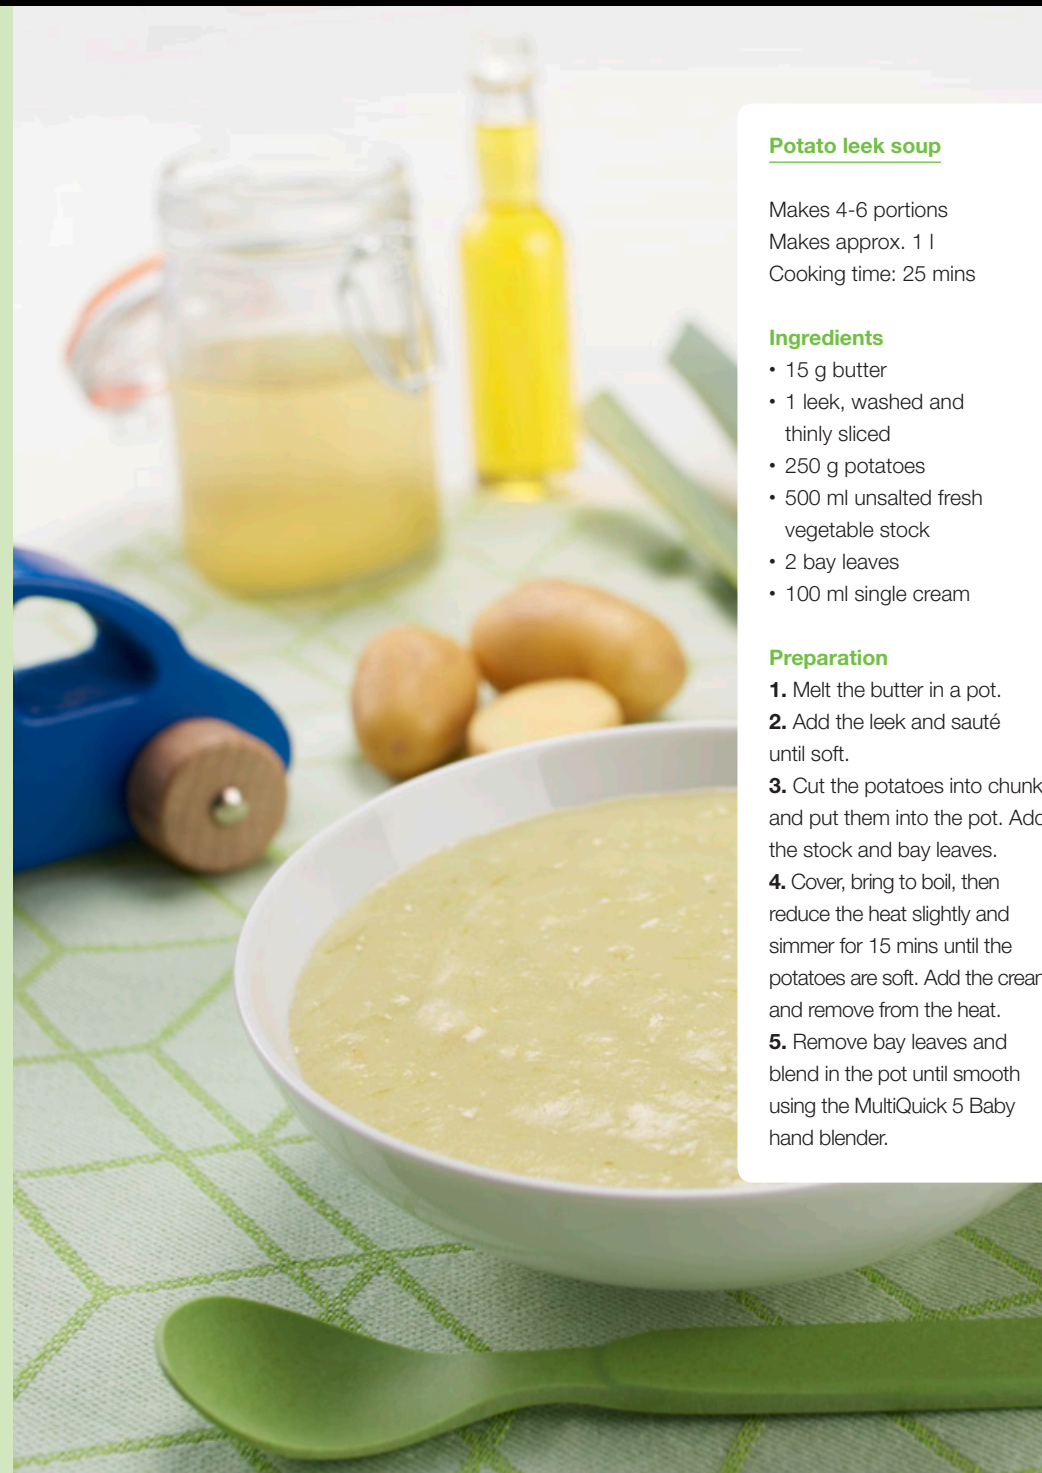 Potato leek soup
Makes 4-6 portions
Makes approx. 1 l
Cooking time: 25 mins
Ingredients
• 15 g butter
• 1 leek, washed and
thinly sliced
• 250 g potatoes
• 500 ml unsalted fresh
vegetable stock
• 2 bay leaves
• 100 ml single cream
Preparation
1. Melt the butter in a pot.
2. Add the leek and sauté
until soft.
3. Cut the potatoes into chunk
and put them into the pot. Add
the stock and bay leaves.
4. Cover, bring to boil, then
reduce the heat slightly and
simmer for 15 mins until the
potatoes are soft. Add the cream
and remove from the heat.
5. Remove bay leaves and
blend in the pot until smooth
using the MultiQuick 5 Baby
hand blender.